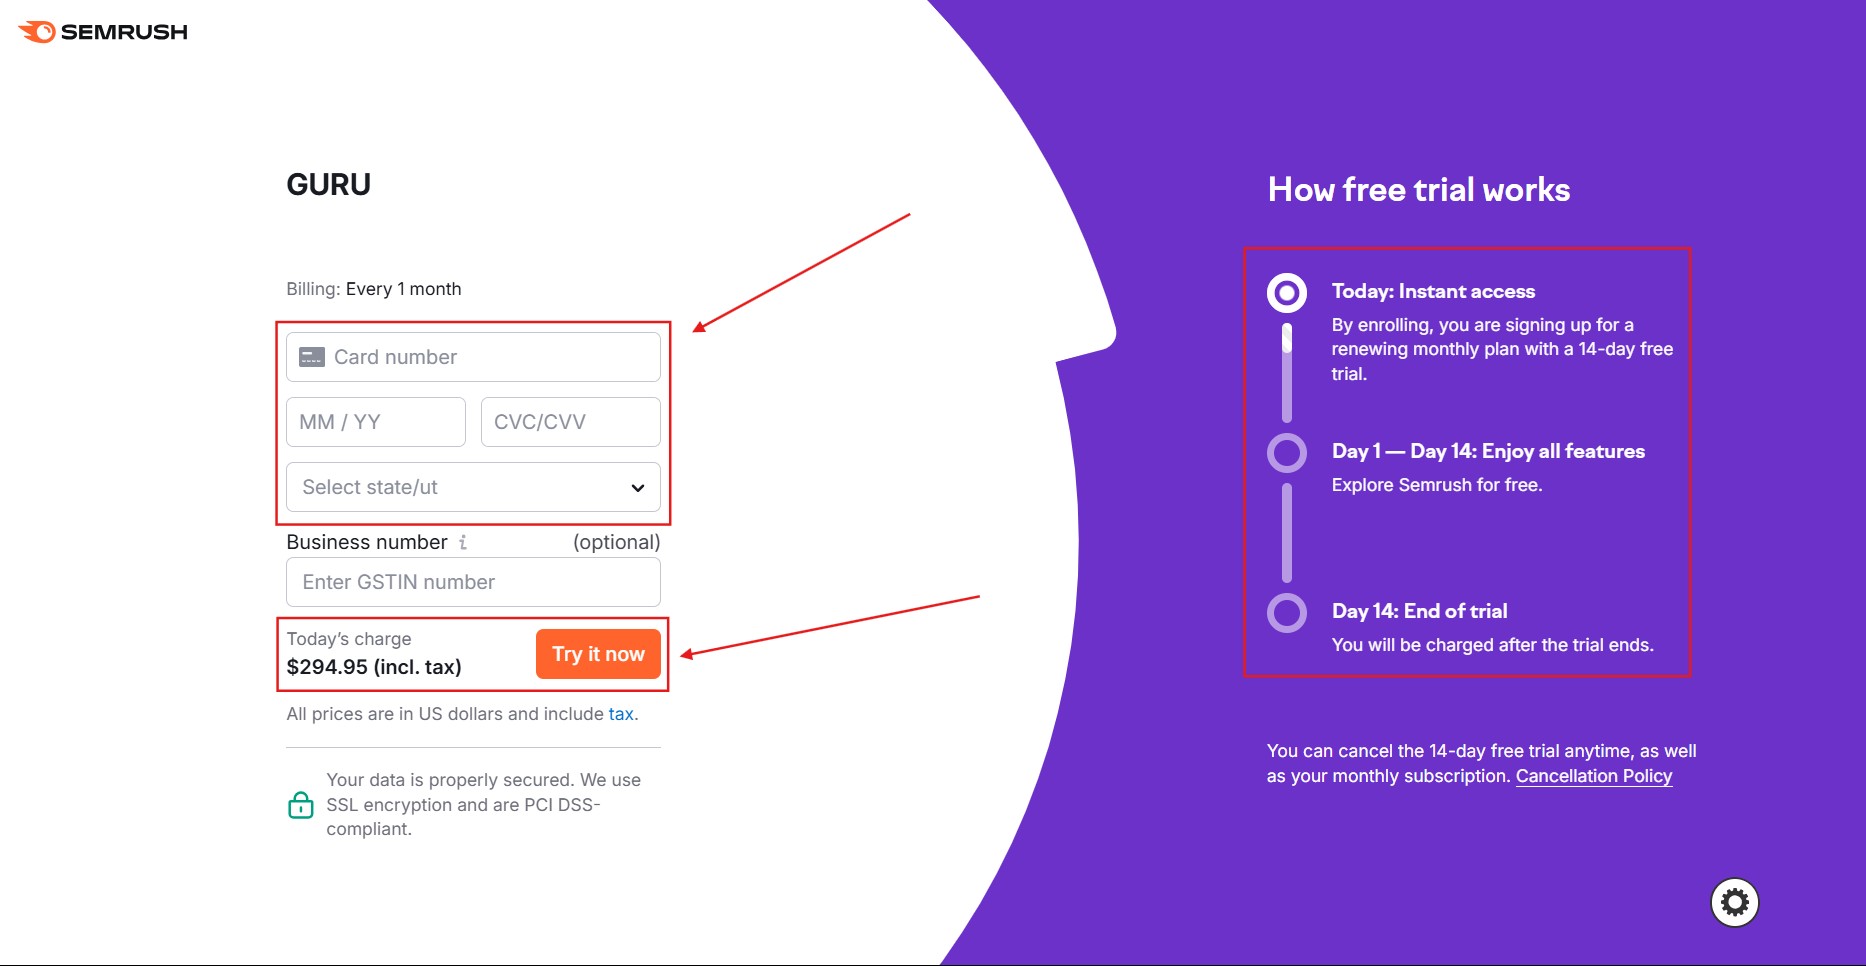 SEMRUSH
GURU
Billing: Every 1 month
Card number
MM / YY
CVC/CVV
Select state/ut
Business number i (optional)
Enter GSTIN number
Today's charge
$294.95 (incl. tax)
Try it now
All prices are in US dollars and include tax.
Your data is properly secured. We use
SSL encryption and are PCI DSS-
compliant.
How free trial works
Today: Instant access
By enrolling, you are signing up for a
renewing monthly plan with a 14-day free
trial.
Day 1 — Day 14: Enjoy all features
Explore Semrush for free.
Day 14: End of trial
You will be charged after the trial ends.
You can cancel the 14-day free trial anytime, as well
as your monthly subscription. Cancellation Policy